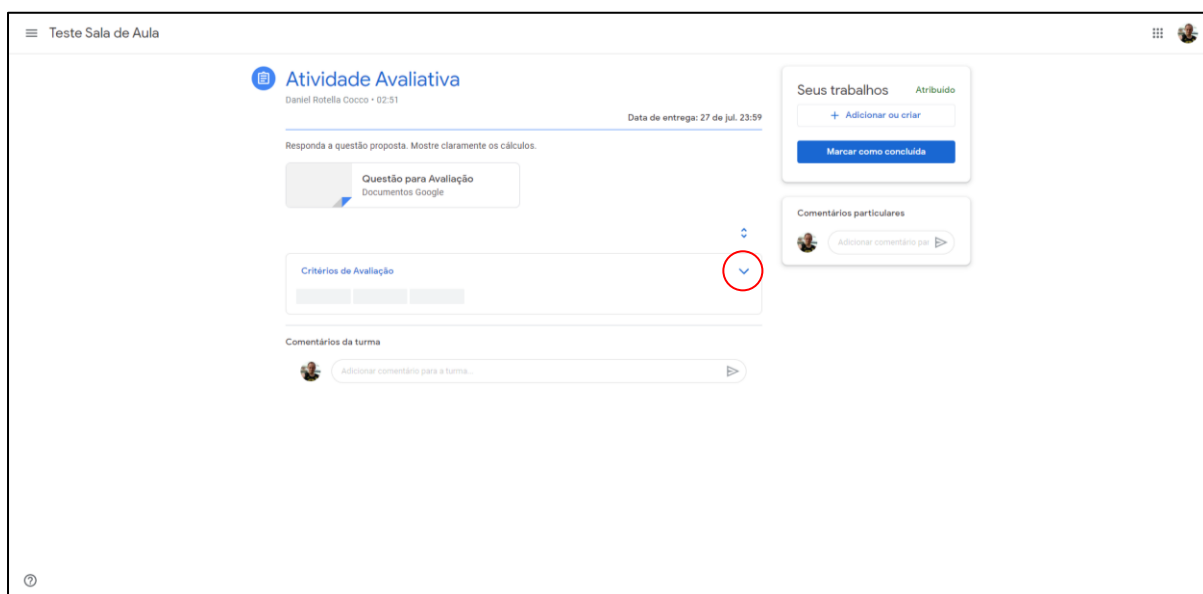 Teste Sala de Aula
Atividade Avaliativa
Daniel Rotella Cocco • 02:51
Data de entrega: 27 de jul. 23:59
Responda a questão proposta. Mostre claramente os cálculos.
Questão para Avaliação
Documentos Google
Critérios de Avaliação
Comentários da turma
Adicionar comentário para a turma...
Seus trabalhos
Atribuído
+ Adicionar ou criar
Marcar como concluída
Comentários particulares
Adicionar comentário par